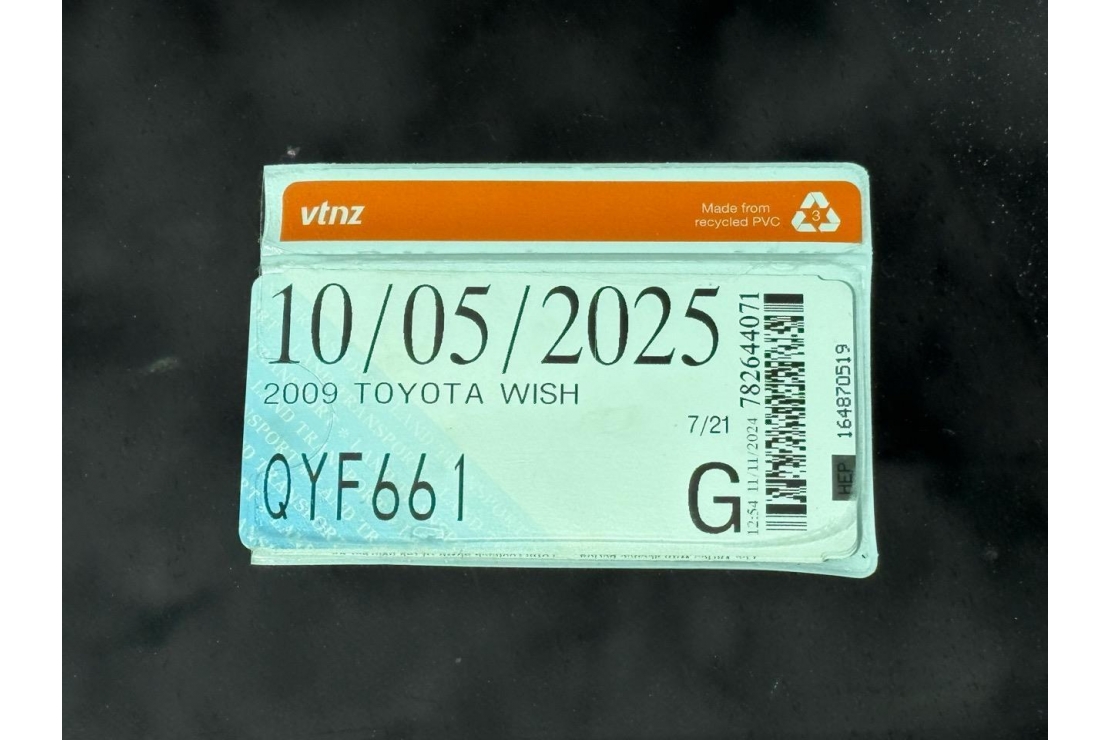 vtnz
Made from
recycled PVC
3
10/05/2025
2009 TOYOTA WISH
7/21
QYF661
G
12:54 11/11/2024
782644071
HEP
164870519